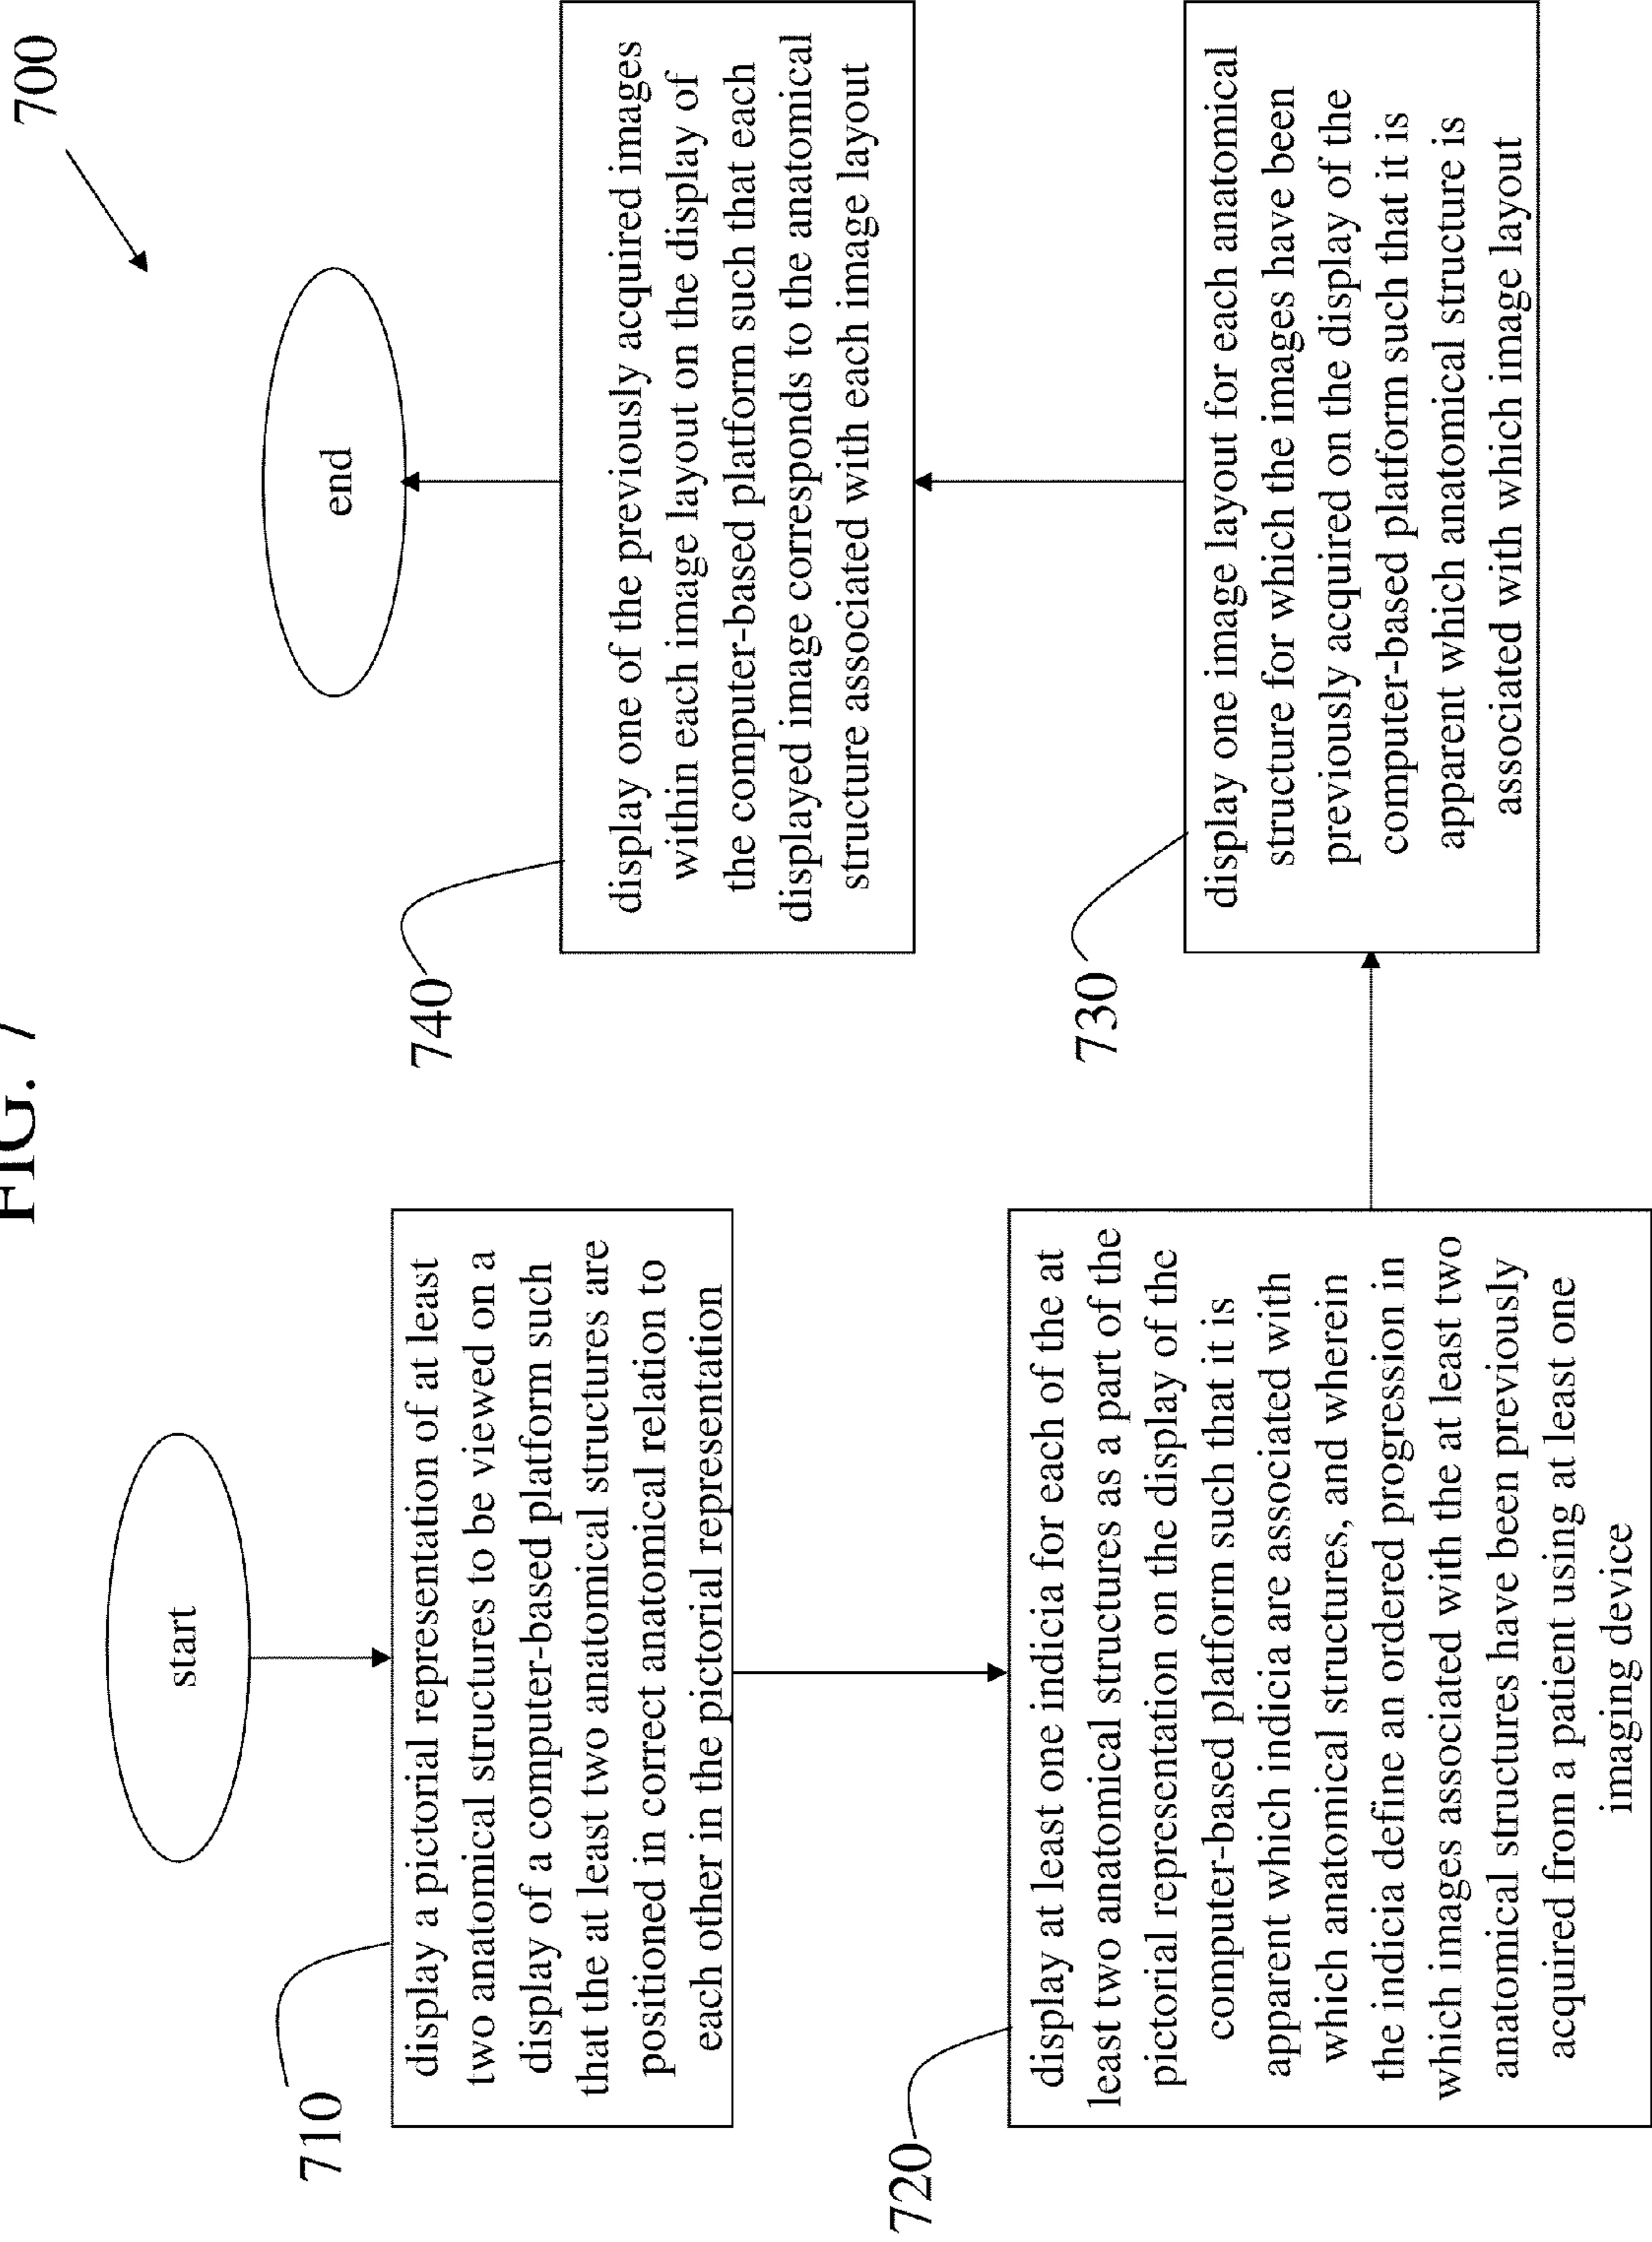 FIG. 7
700
start
710
display a pictorial representation of at least
two anatomical structures to be viewed on a
display of a computer-based platform such
that the at least two anatomical structures are
positioned in correct anatomical relation to
each other in the pictorial representation
720
display at least one indicia for each of the at
least two anatomical structures as a part of the
pictorial representation on the display of the
computer-based platform such that it is
apparent which indicia are associated with
which anatomical structures, and wherein
the indicia define an ordered progression in
which images associated with the at least two
anatomical structures have been previously
acquired from a patient using at least one
imaging device
730
display one image layout for each anatomical
structure for which the images have been
previously acquired on the display of the
computer-based platform such that it is
apparent which anatomical structure is
associated with which image layout
740
display one of the previously acquired images
within each image layout on the display of
the computer-based platform such that each
displayed image corresponds to the anatomical
structure associated with each image layout
end